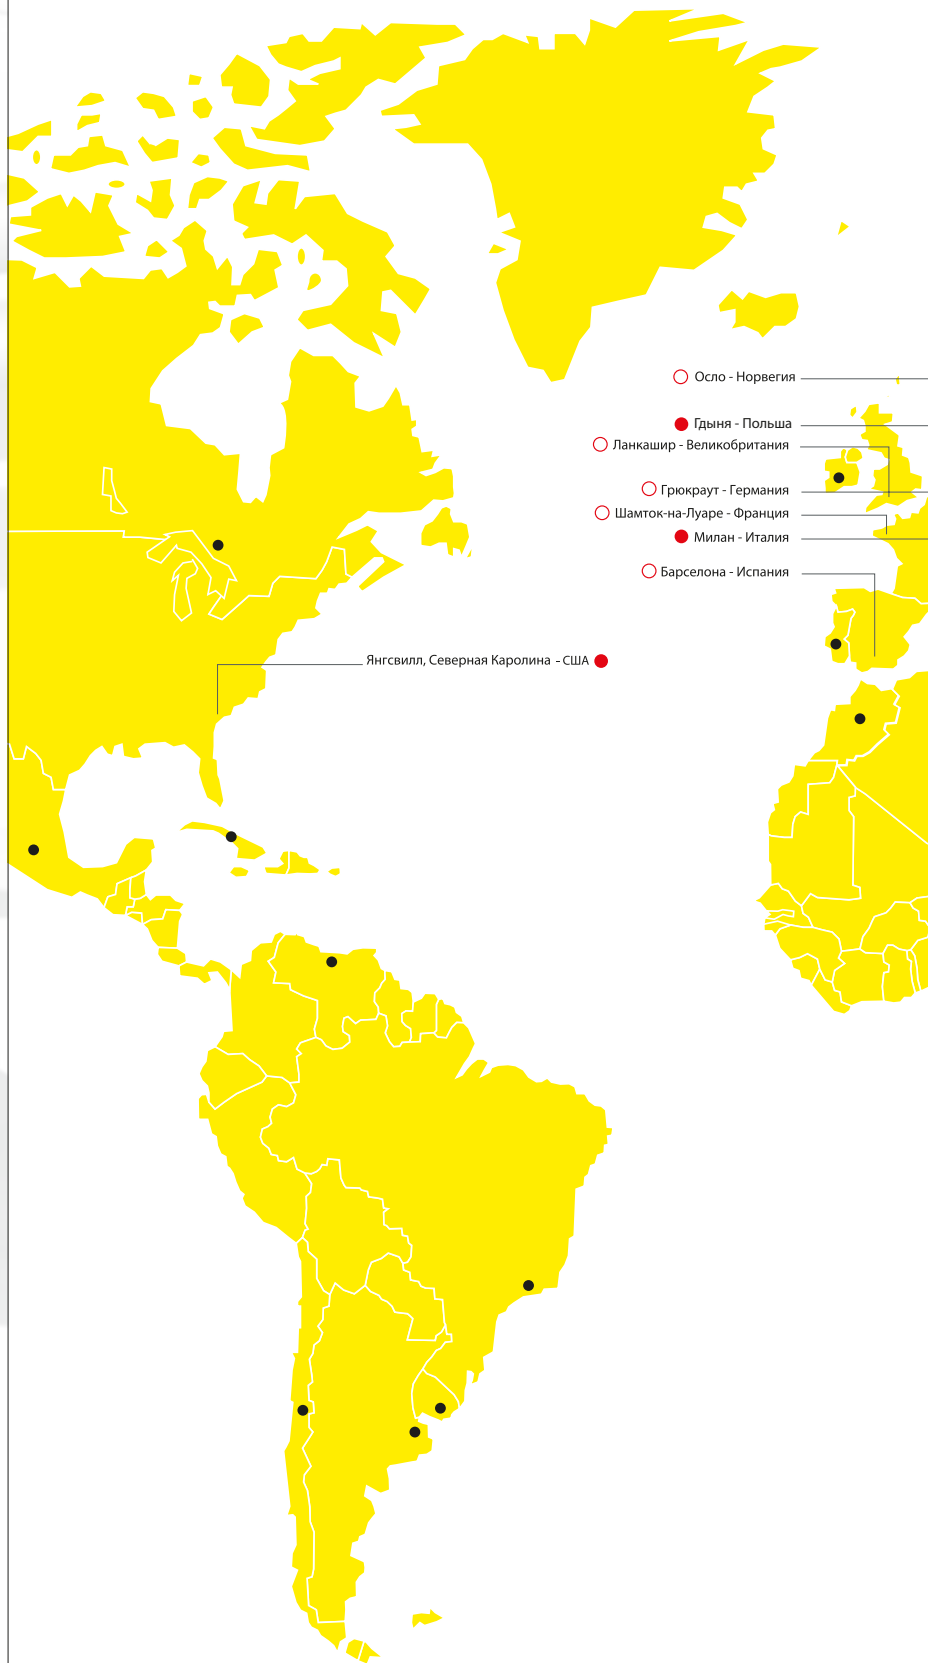 Осло - Норвегия
Гдыня - Польша
Ланкашир - Великобритания
Грюкраут - Германия
Шамток-на-Луаре - Франция
Милан - Италия
Барселона - Испания
Янгсвилл, Северная Каролина - США